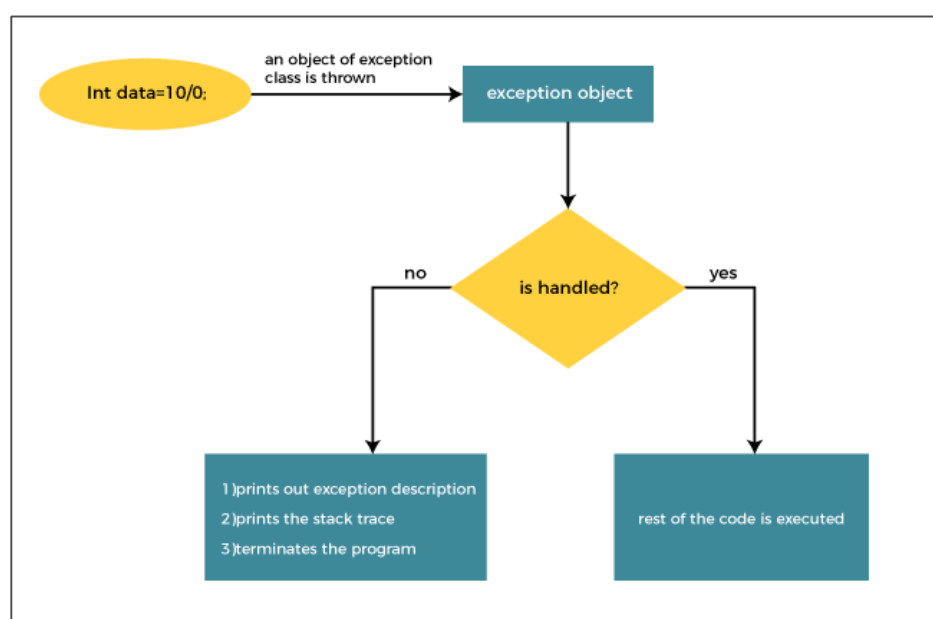 Int data=10/0;
an object of exception
class is thrown
exception object
is handled?
no
yes
1)prints out exception description
2)prints the stack trace
3)terminates the program
rest of the code is executed